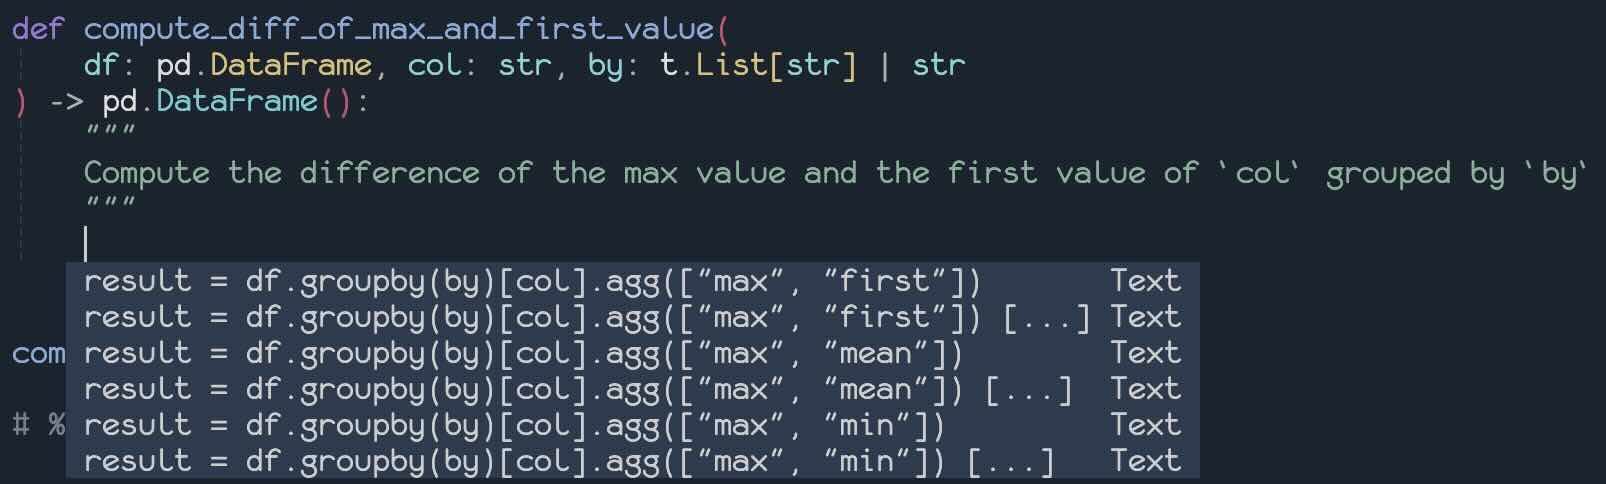 def compute_diff_of_max_and_first_value(
    df: pd.DataFrame, col: str, by: t.List[str] | str
) -> pd.DataFrame():
    """
    Compute the difference of the max value and the first value of `col` grouped by `by`
    """
result = df.groupby(by)[col].agg(["max", "first"]) Text
result = df.groupby(by)[col].agg(["max", "first"]) [...] Text
com result = df.groupby(by)[col].agg(["max", "mean"]) Text
result = df.groupby(by)[col].agg(["max", "mean"]) [...] Text
# % result = df.groupby(by)[col].agg(["max", "min"]) Text
result = df.groupby(by)[col].agg(["max", "min"]) [...] Text